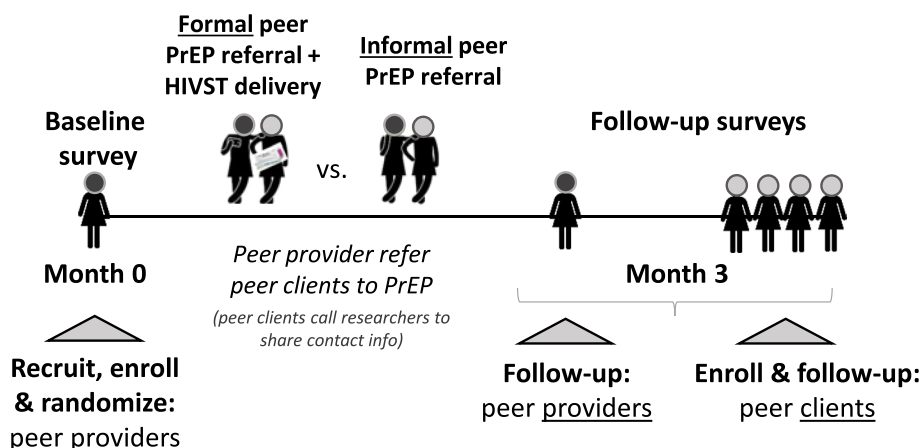 Formal peer
PrEP referral +
HIVST delivery
vs.
Informal peer
PrEP referral
Baseline
survey
Follow-up surveys
Month 0
Peer provider refer
peer clients to PrEP
(peer clients call researchers to
share contact info)
Month 3
Recruit, enroll
& randomize:
peer providers
Follow-up:
peer providers
Enroll & follow-up:
peer clients